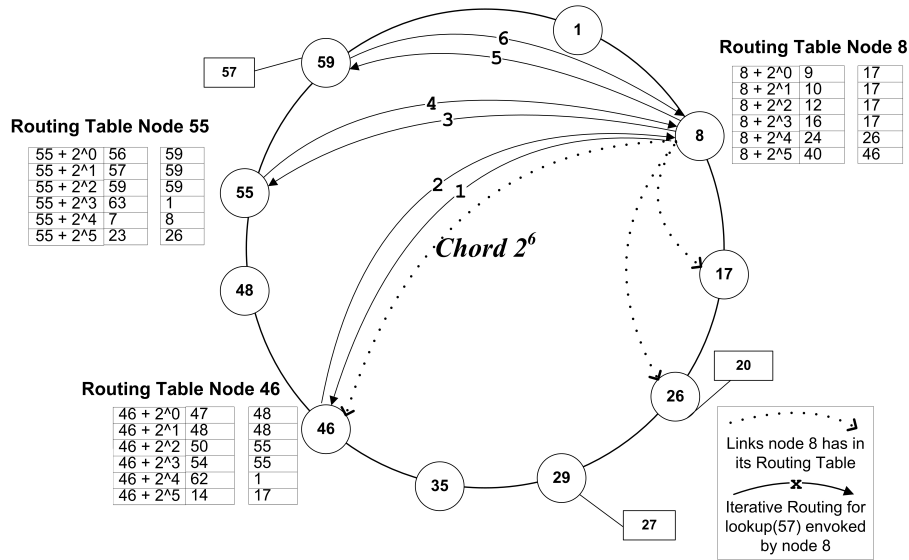 1
59
6
5
57
Routing Table Node 8
8 + 2^0 9 17
8 + 2^1 10 17
8 + 2^2 12 17
8 + 2^3 16 17
8 + 2^4 24 26
8 + 2^5 40 46
8
4
3
Routing Table Node 55
55 + 2^0 56 59
55 + 2^1 57 59
55 + 2^2 59 59
55 + 2^3 63 1
55 + 2^4 7 8
55 + 2^5 23 26
55
2
1
Chord 2^6
17
48
20
26
Routing Table Node 46
46 + 2^0 47 48
46 + 2^1 48 48
46 + 2^2 50 55
46 + 2^3 54 55
46 + 2^4 62 1
46 + 2^5 14 17
46
35
29
27
Links node 8 has in
its Routing Table
x
Iterative Routing for
lookup(57) envoked
by node 8